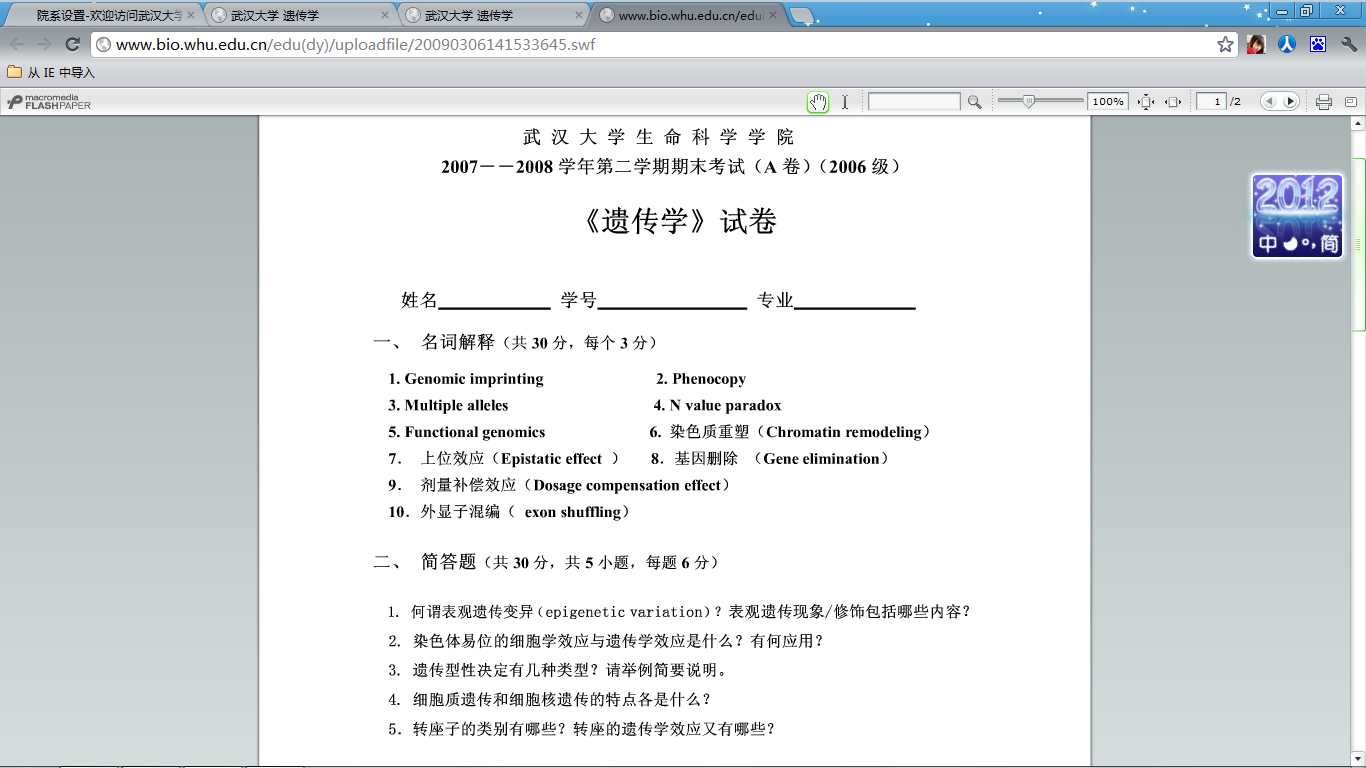 院系设置-欢迎访问武汉大学 武汉大学 遗传学 武汉大学 遗传学 www.bio.whu.edu.cn/edu
www.bio.whu.edu.cn/edu(dy)/uploadfile/20090306141533645.swf
从 IE 中导入
macromedia
FLASHPAPER
100% 1 /2
武汉大学生命科学学院
2007－－2008 学年第二学期期末考试（A 卷）（2006 级）
《遗传学》试卷
2012
中 简
姓名 学号 专业
一、 名词解释（共 30 分，每个 3 分）
1. Genomic imprinting 2. Phenocopy
3. Multiple alleles 4. N value paradox
5. Functional genomics 6. 染色质重塑（Chromatin remodeling）
7． 上位效应（Epistatic effect ） 8．基因删除 （Gene elimination）
9． 剂量补偿效应（Dosage compensation effect）
10．外显子混编（ exon shuffling）
二、 简答题（共 30 分，共 5 小题，每题 6 分）
1. 何谓表观遗传变异（epigenetic variation）？表观遗传现象/修饰包括哪些内容？
2. 染色体易位的细胞学效应与遗传学效应是什么？有何应用？
3. 遗传型性决定有几种类型？请举例简要说明。
4. 细胞质遗传和细胞核遗传的特点各是什么？
5. 转座子的类别有哪些？转座的遗传学效应又有哪些？